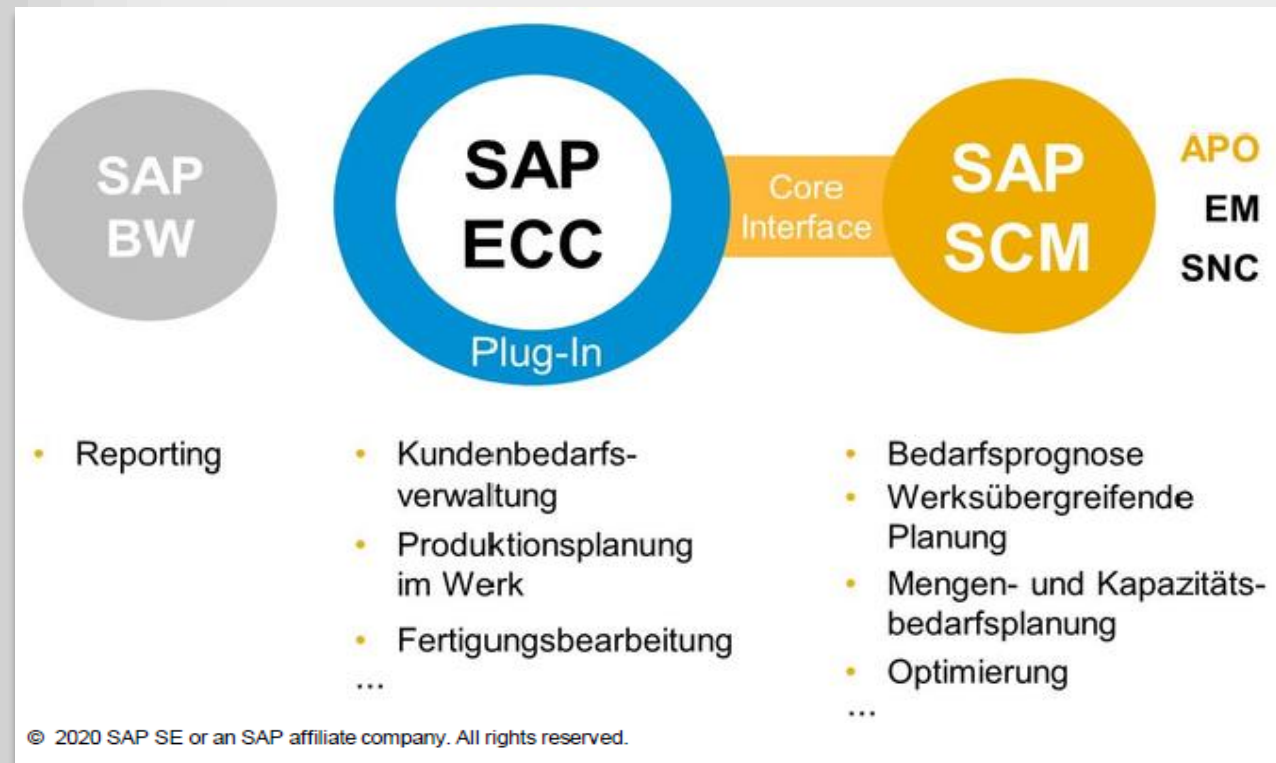 SAP
BW
SAP
ECC
Plug-In
Core
Interface
SAP
SCM
APO
EM
SNC
• Reporting
• Kundenbedarfs-
verwaltung
• Produktionsplanung
im Werk
• Fertigungsbearbeitung
...
• Bedarfsprognose
• Werksübergreifende
Planung
• Mengen- und Kapazitäts-
bedarfsplanung
• Optimierung
...
© 2020 SAP SE or an SAP affiliate company. All rights reserved.